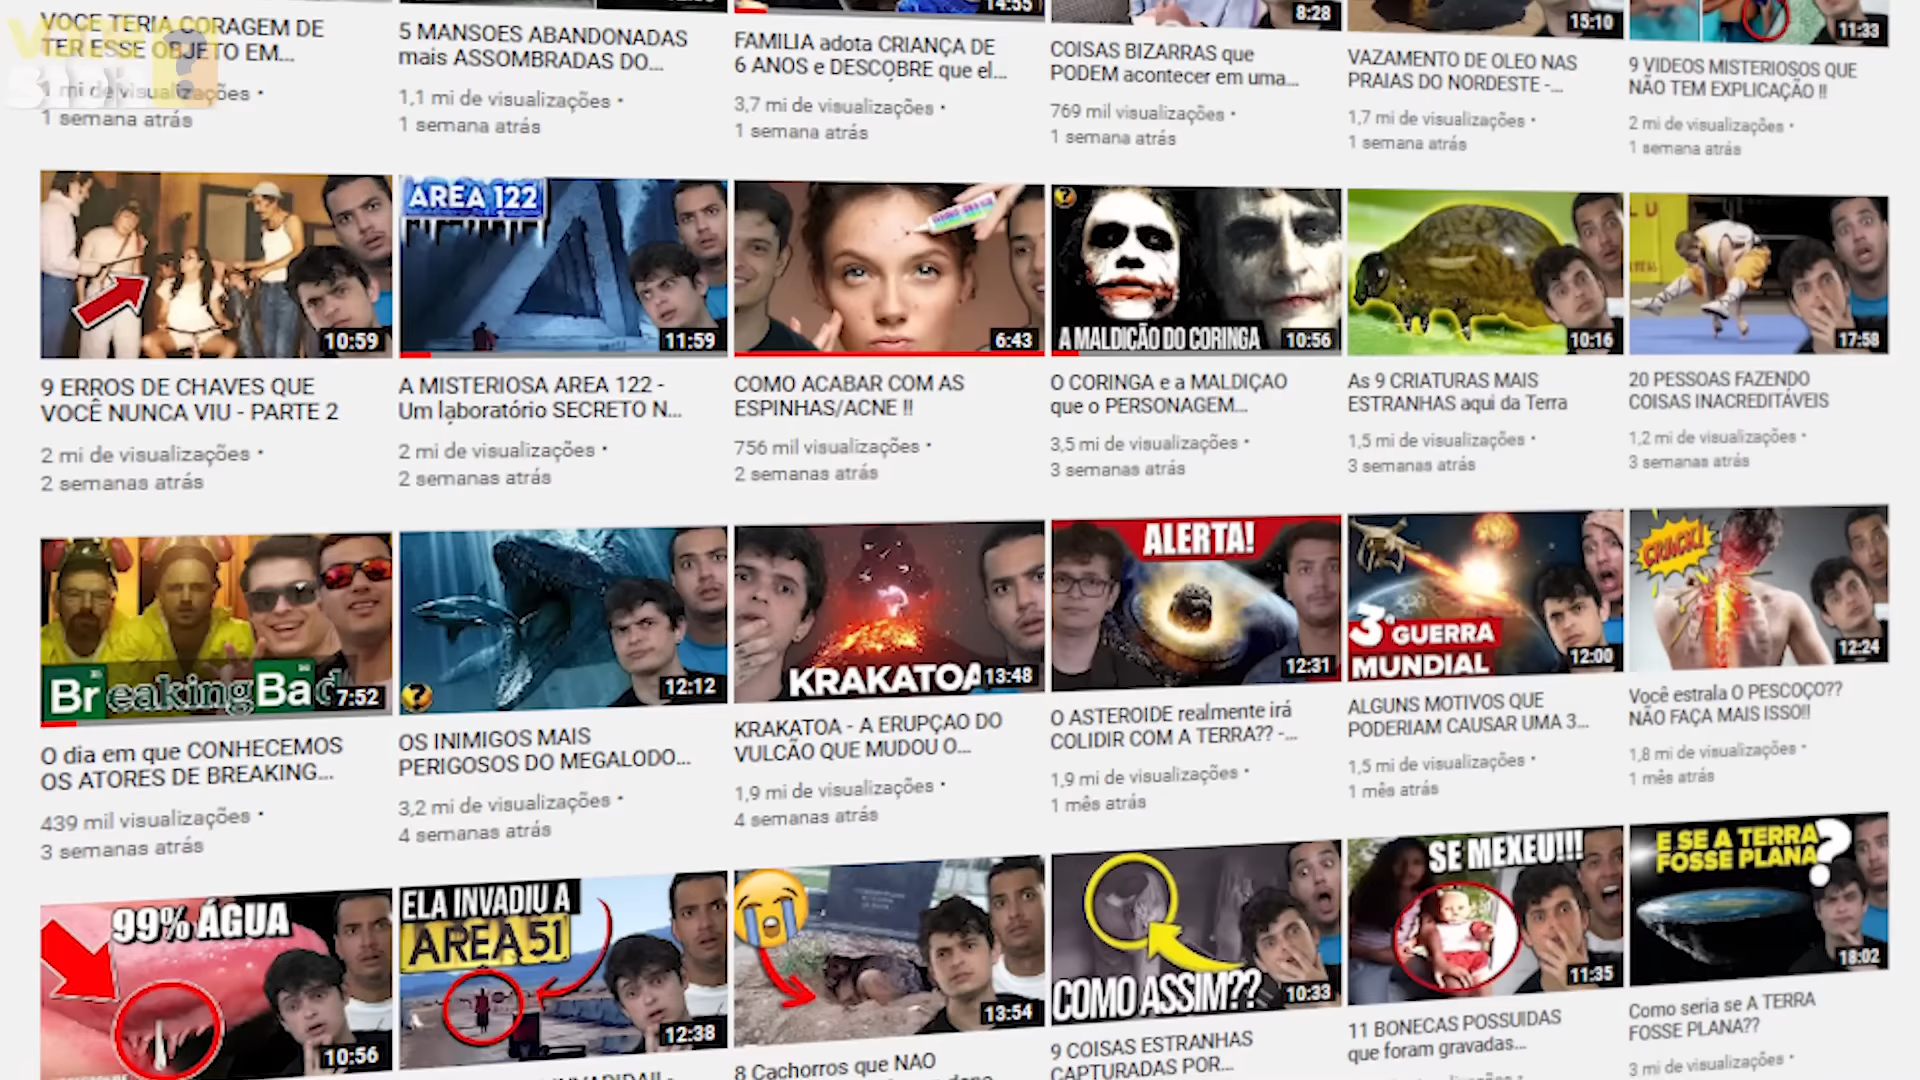 VOCE TERIA CORAGEM DE
TER ESSE OBJETO EM...
1 mi de visualizações •
1 semana atrás
5 MANSOES ABANDONADAS
mais ASSOMBRADAS DO...
1,1 mi de visualizações •
1 semana atrás
14:55
FAMILIA adota CRIANÇA DE
6 ANOS e DESCOBRE que el...
3,7 mi de visualizações •
1 semana atrás
8:28
COISAS BIZARRAS que
PODEM acontecer em uma...
769 mil visualizações •
1 semana atrás
15:10
VAZAMENTO DE OLEO NAS
PRAIAS DO NORDESTE -...
1,7 mi de visualizações •
1 semana atrás
11:33
9 VIDEOS MISTERIOSOS QUE
NÃO TEM EXPLICAÇÃO !!
2 mi de visualizações •
1 semana atrás
10:59
9 ERROS DE CHAVES QUE
VOCÊ NUNCA VIU - PARTE 2
2 mi de visualizações •
2 semanas atrás
AREA 122
11:59
A MISTERIOSA AREA 122 -
Um laboratório SECRETO N...
2 mi de visualizações •
2 semanas atrás
6:43
COMO ACABAR COM AS
ESPINHAS/ACNE !!
756 mil visualizações •
2 semanas atrás
A MALDIÇÃO DO CORINGA
10:56
O CORINGA e a MALDIÇAO
que o PERSONAGEM...
3,5 mi de visualizações •
3 semanas atrás
10:16
As 9 CRIATURAS MAIS
ESTRANHAS aqui da Terra
1,5 mi de visualizações •
3 semanas atrás
17:58
20 PESSOAS FAZENDO
COISAS INACREDITÁVEIS
1,2 mi de visualizações •
3 semanas atrás
Breaking Bad
7:52
O dia em que CONHECEMOS
OS ATORES DE BREAKING...
439 mil visualizações •
3 semanas atrás
12:12
OS INIMIGOS MAIS
PERIGOSOS DO MEGALODO...
3,2 mi de visualizações •
4 semanas atrás
KRAKATOA
13:48
KRAKATOA - A ERUPÇAO DO
VULCÃO QUE MUDOU O...
1,9 mi de visualizações •
4 semanas atrás
ALERTA!
12:31
O ASTEROIDE realmente irá
COLIDIR COM A TERRA?? -...
1,9 mi de visualizações •
1 mês atrás
3ª GUERRA
MUNDIAL
12:00
ALGUNS MOTIVOS QUE
PODERIAM CAUSAR UMA 3...
1,5 mi de visualizações •
1 mês atrás
CRACK!
12:24
Você estrala O PESCOÇO??
NÃO FAÇA MAIS ISSO!!
1,8 mi de visualizações •
1 mês atrás
99% ÁGUA
10:56
ELA INVADIU A
AREA 51
12:38
13:54
8 Cachorros que NAO
COMO ASSIM??
10:33
9 COISAS ESTRANHAS
CAPTURADAS POR...
SE MEXEU!!!
11:35
11 BONECAS POSSUIDAS
que foram gravadas...
E SE A TERRA
FOSSE PLANA?
18:02
Como seria se A TERRA
FOSSE PLANA??
3 mi de visualizações •